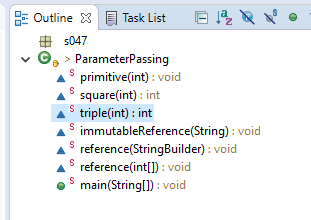 Outline Task List
s047
> ParameterPassing
S primitive(int) : void
S square(int) : int
S triple(int) : int
S immutableReference(String) : void
S reference(StringBuilder) : void
S reference(int[]) : void
S main(String[]) : void